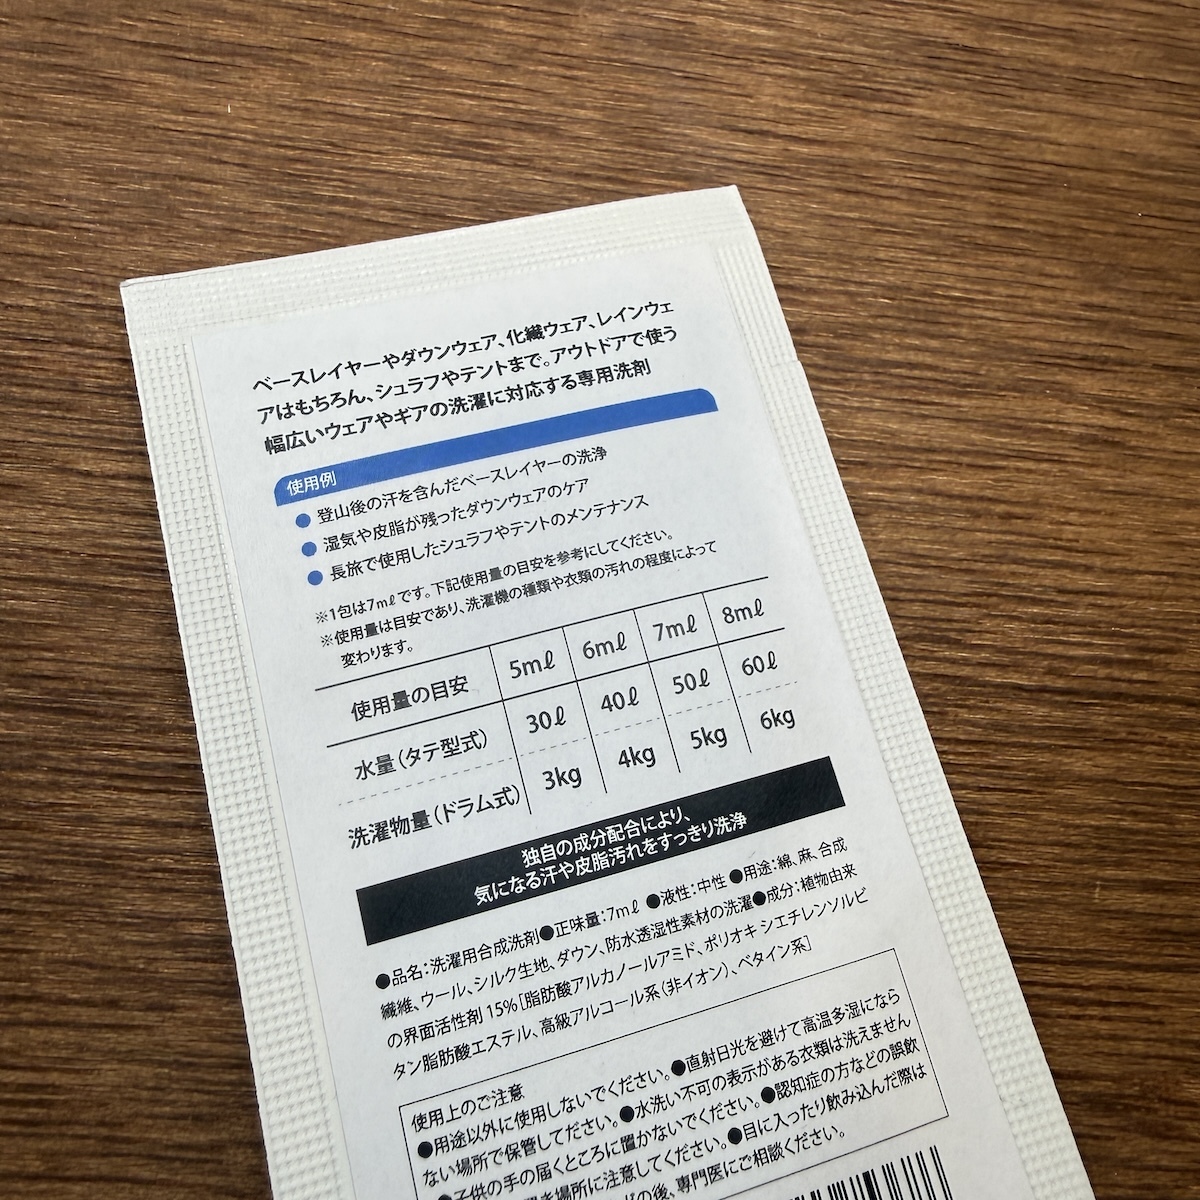 ベースレイヤーやダウンウェア、化繊ウェア、レインウェ
アはもちろん、シュラフやテントまで。アウトドアで使う
幅広いウェアやギアの洗濯に対応する専用洗剤
使用例
● 登山後の汗を含んだベースレイヤーの洗浄
● 湿気や皮脂が残ったダウンウェアのケア
● 長旅で使用したシュラフやテントのメンテナンス
※1包は7mℓです。下記使用量の目安を参考にしてください。
※使用量は目安であり、洗濯機の種類や衣類の汚れの程度によって
変わります。
使用量の目安 5mℓ 6mℓ 7mℓ 8mℓ
水量(タテ型式) 30ℓ 40ℓ 50ℓ 60ℓ
洗濯物量(ドラム式) 3kg 4kg 5kg 6kg
独自の成分配合により、
気になる汗や皮脂汚れをすっきり洗浄
●品名:洗濯用合成洗剤●正味量:7mℓ ●液性:中性 ●用途:綿、麻、合成
繊維、ウール、シルク生地、ダウン、防水透湿性素材の洗濯●成分:植物由来
の界面活性剤 15%[脂肪酸アルカノールアミド、ポリオキシエチレンソルビ
タン脂肪酸エステル、高級アルコール系(非イオン)、ベタイン系]
使用上のご注意
●用途以外に使用しないでください。●直射日光を避けて高温多湿になら
ない場所で保管してださい。●水洗い不可の表示がある衣類は洗えません
●子供の手の届くところに置かないでください。●認知症の方などの誤飲
場所に注意してください。●目に入ったり飲み込んだ際は
の後、専門医にご相談ください。